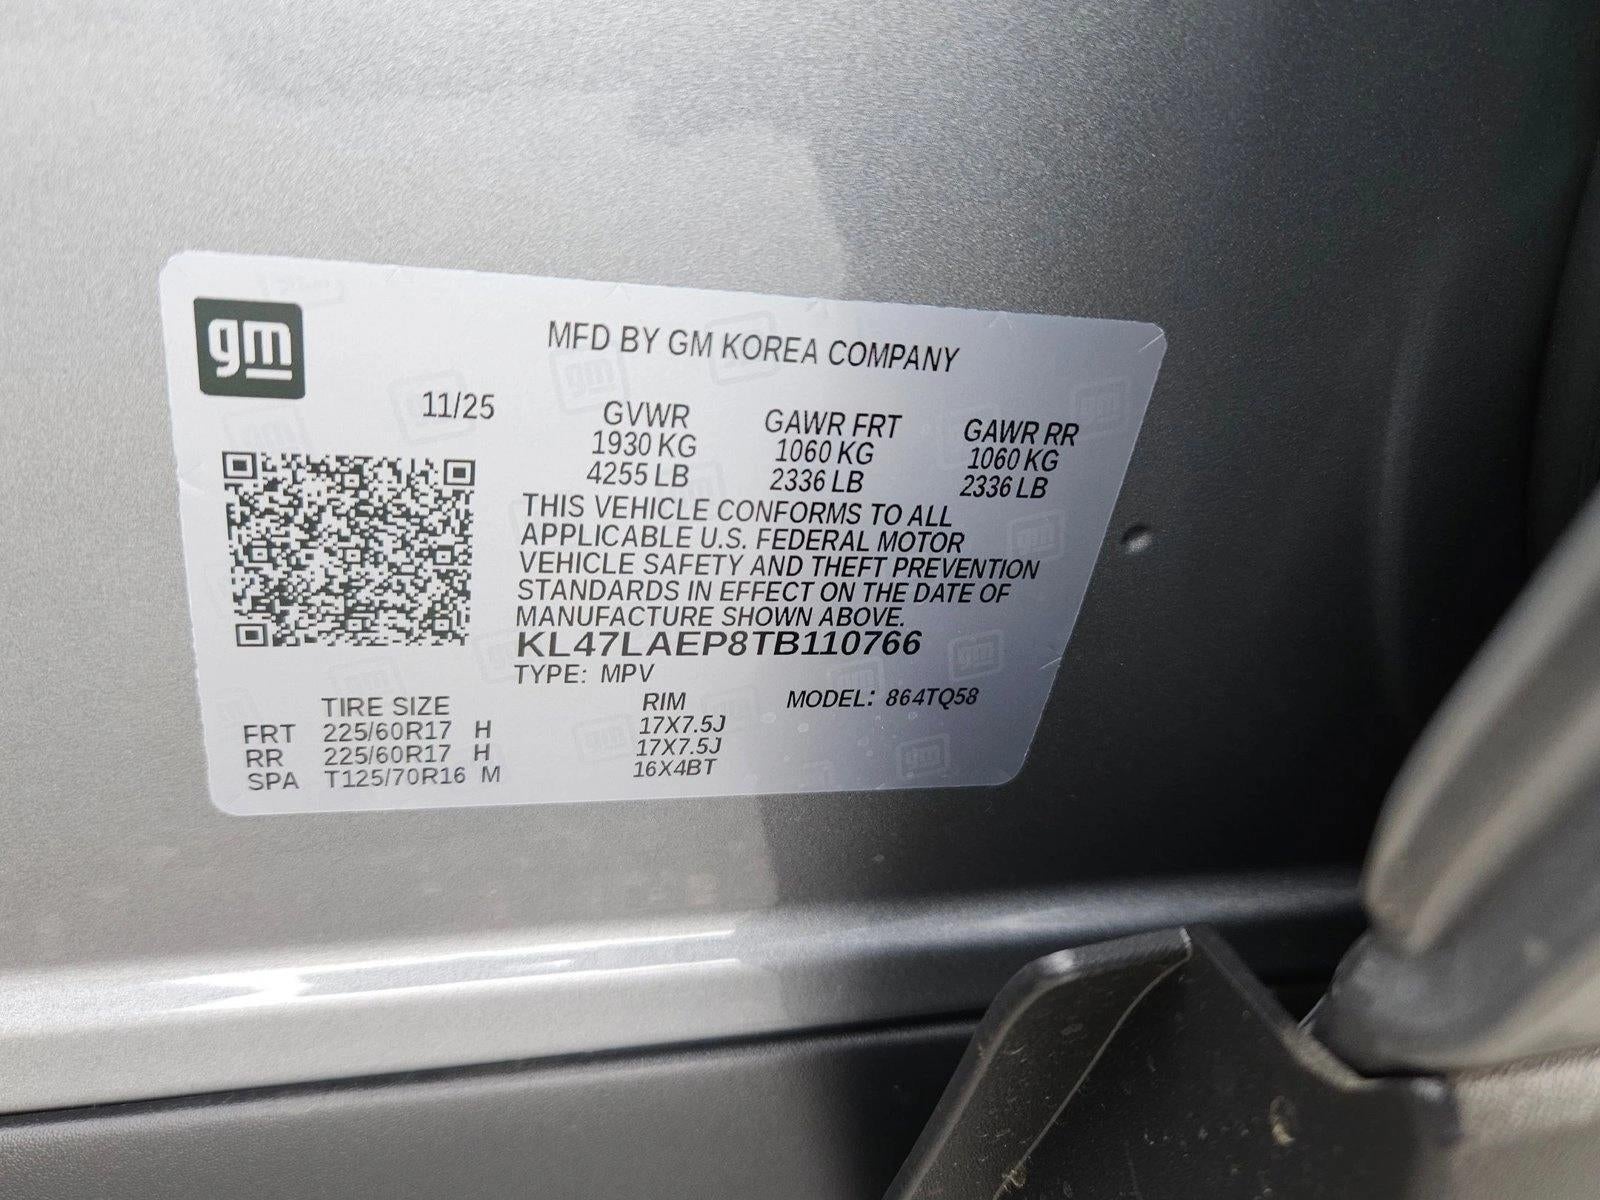 gm
MFD BY GM KOREA COMPANY
11/25
GVWR GAWR FRT GAWR RR
1930 KG 1060 KG 1060 KG
4255 LB 2336 LB 2336 LB
THIS VEHICLE CONFORMS TO ALL
APPLICABLE U.S. FEDERAL MOTOR
VEHICLE SAFETY AND THEFT PREVENTION
STANDARDS IN EFFECT ON THE DATE OF
MANUFACTURE SHOWN ABOVE.
KL47LAEP8TB110766
TYPE: MPV
TIRE SIZE RIM MODEL: 864TQ58
FRT 225/60R17 H 17X7.5J
RR 225/60R17 H 17X7.5J
SPA T125/70R16 M 16X4BT